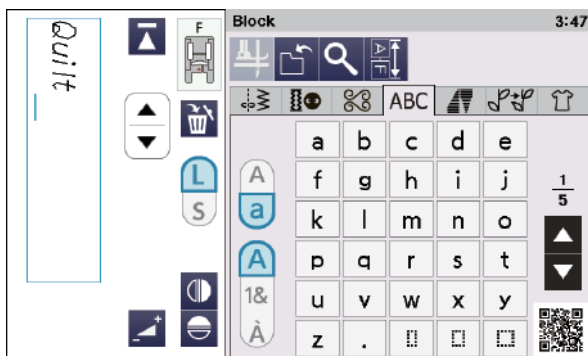 Quilt
F
L
S
Block 3:47
ABC
A
a
A
1&
À
a b c d e
f g h i j
k l m n o
p q r s t
u v w x y
z .
1
5
A F